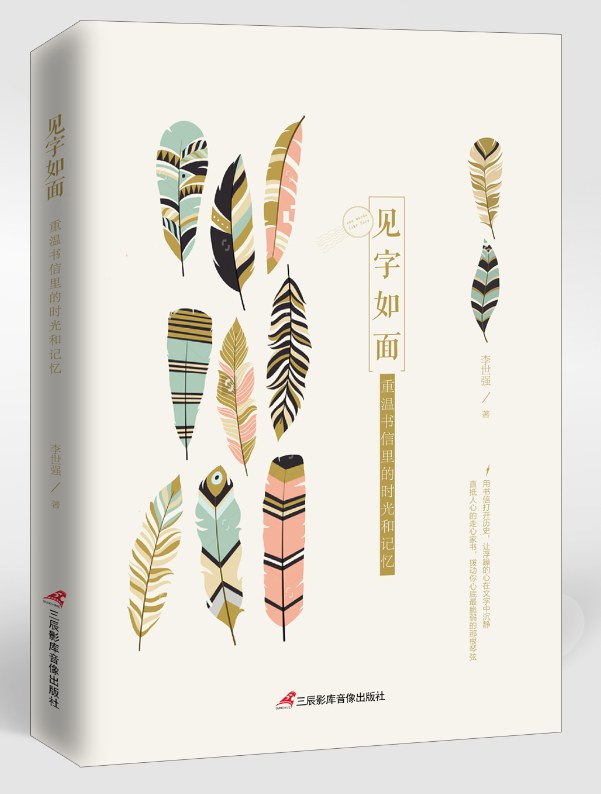 见字如面
重温书信里的时光和记忆
李世强 / 著
三辰影库音像出版社
见字如面
重温书信里的时光和记忆
李世强 / 著
用书信打开历史，让浮躁的心在文字中沉静
直抵人心的走心家书，拨动你心底最脆弱的那根琴弦
三辰影库音像出版社